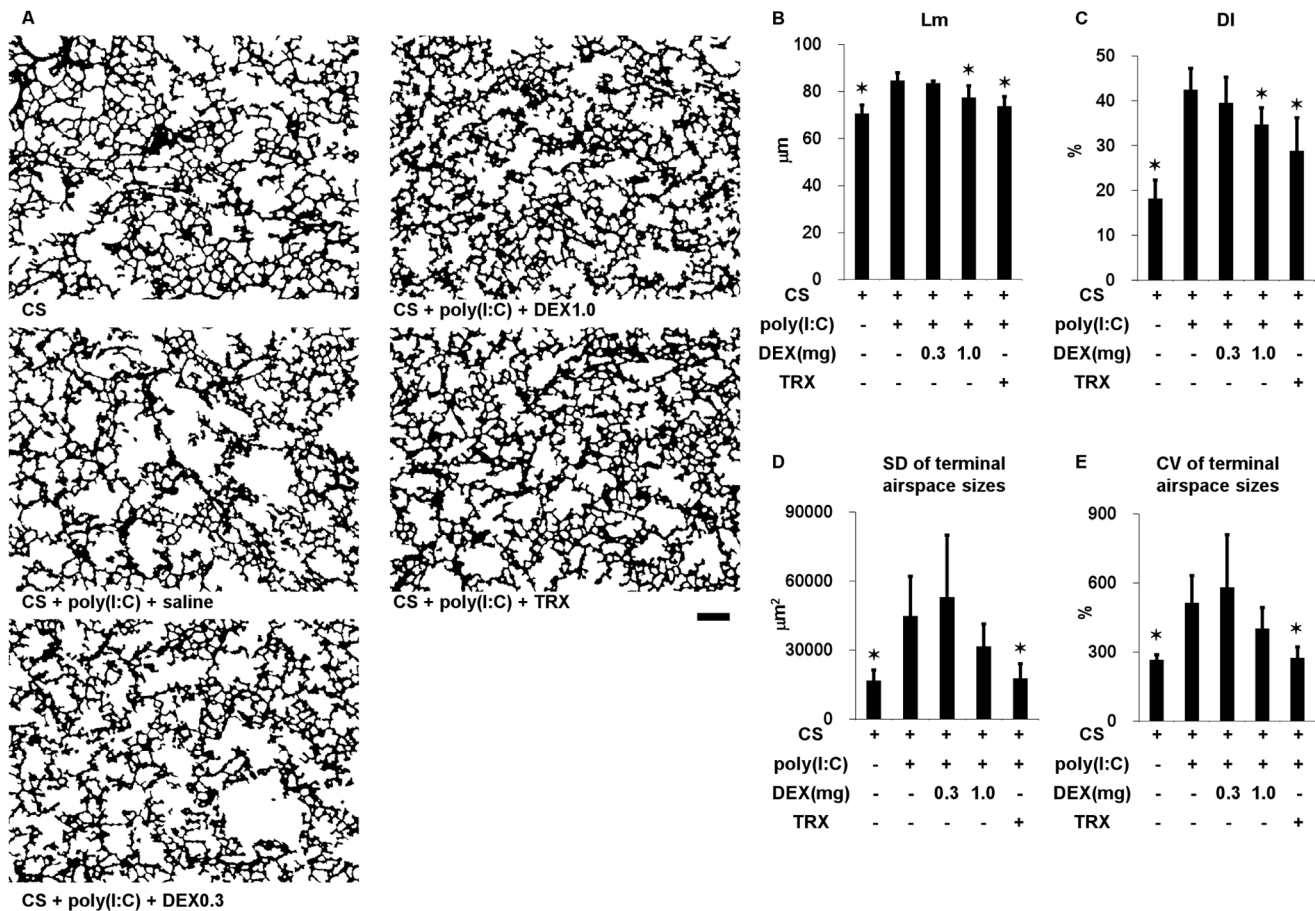 A
CS
CS + poly(I:C) + DEX1.0
CS + poly(I:C) + saline
CS + poly(I:C) + TRX
CS + poly(I:C) + DEX0.3
B
Lm
100
80
60
40
20
0
μm
*
*
*
CS + + + + +
poly(I:C) - + + + +
DEX(mg) - - 0.3 1.0 -
TRX - - - - +
C
DI
50
40
30
20
10
0
%
*
*
*
CS + + + + +
poly(I:C) - + + + +
DEX(mg) - - 0.3 1.0 -
TRX - - - - +
D
SD of terminal
airspace sizes
90000
60000
30000
0
μm²
*
*
CS + + + + +
poly(I:C) - + + + +
DEX(mg) - - 0.3 1.0 -
TRX - - - - +
E
CV of terminal
airspace sizes
900
600
300
0
%
*
*
CS + + + + +
poly(I:C) - + + + +
DEX(mg) - - 0.3 1.0 -
TRX - - - - +